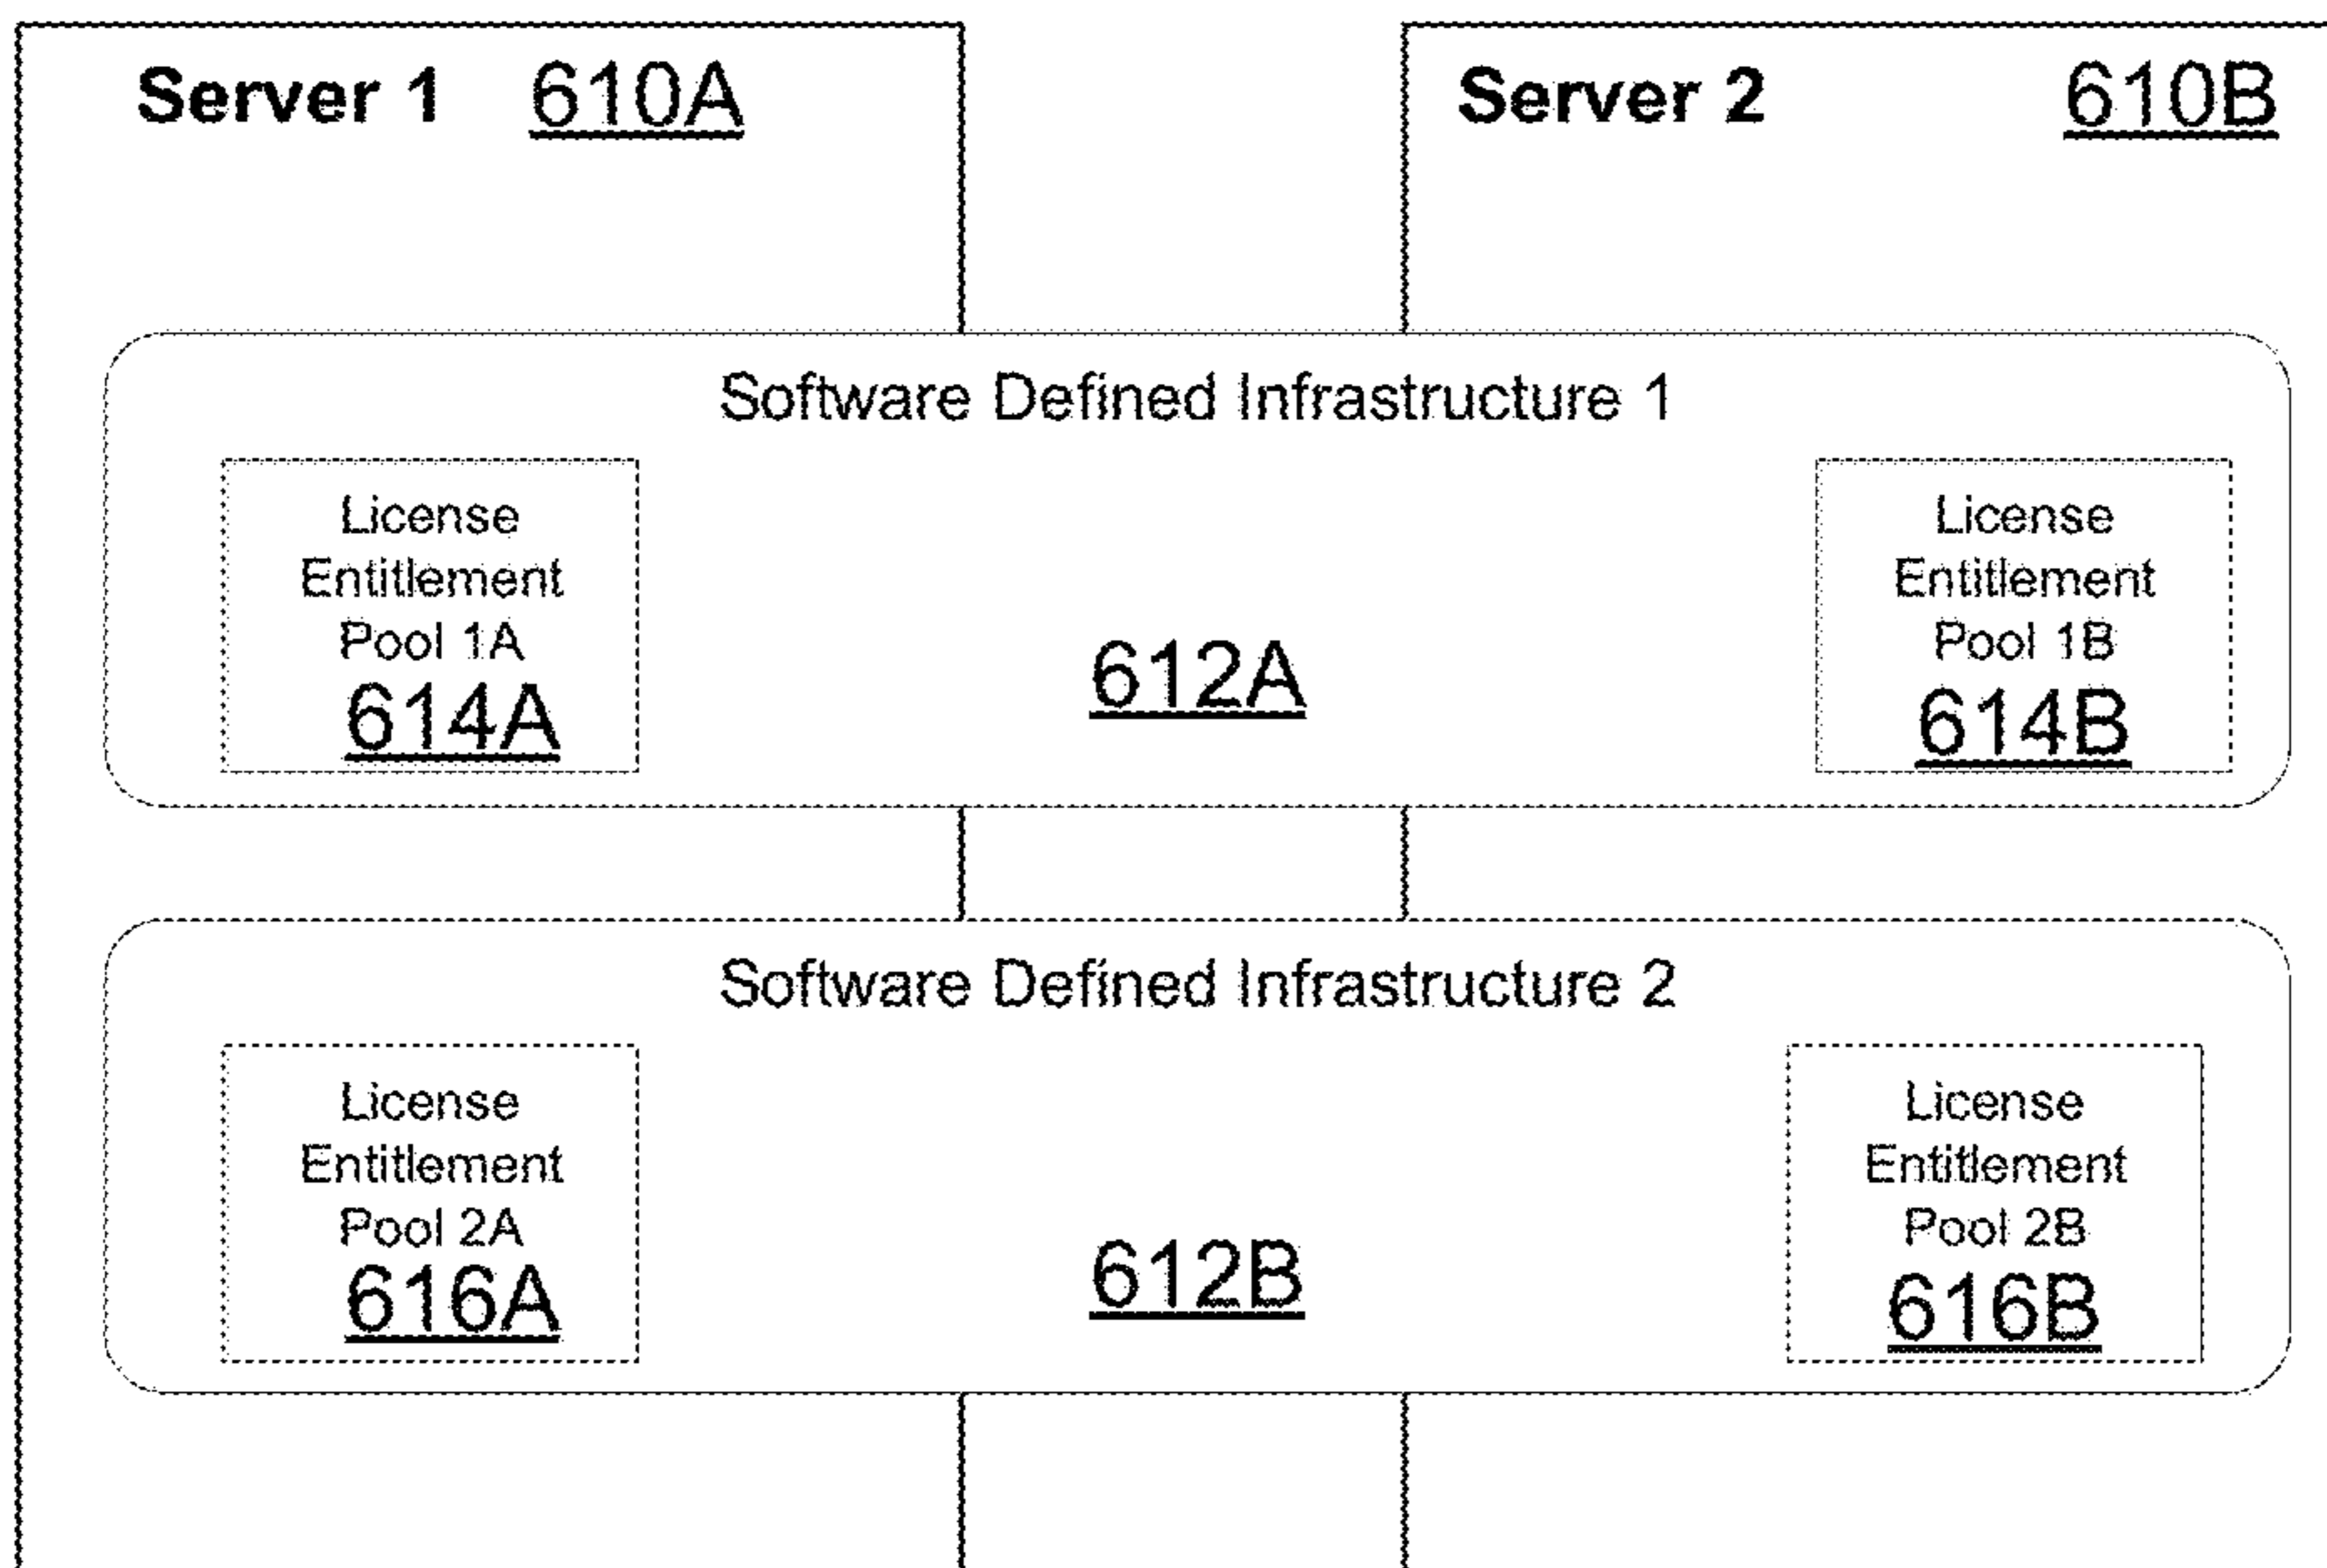 Server 1 610A
Server 2 610B
Software Defined Infrastructure 1
License
Entitlement
Pool 1A
614A
612A
License
Entitlement
Pool 1B
614B
Software Defined Infrastructure 2
License
Entitlement
Pool 2A
616A
612B
License
Entitlement
Pool 2B
616B